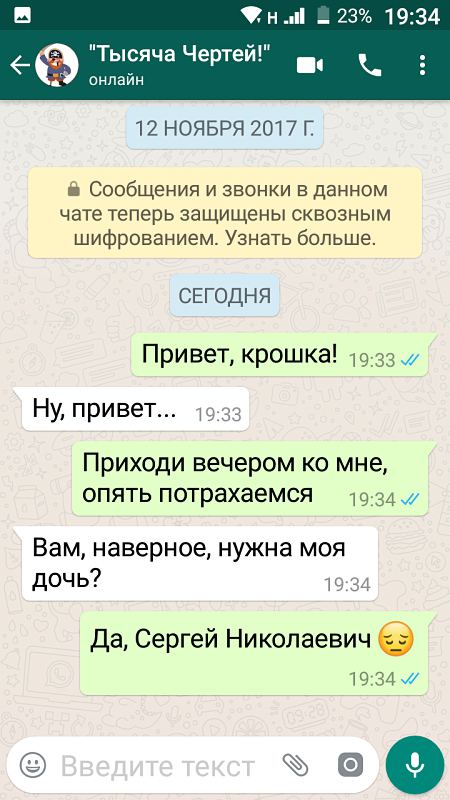 H 23% 19:34
"Тысяча Чертей!"
онлайн
12 НОЯБРЯ 2017 Г.
Сообщения и звонки в данном
чате теперь защищены сквозным
шифрованием. Узнать больше.
СЕГОДНЯ
Привет, крошка! 19:33
Ну, привет... 19:33
Приходи вечером ко мне,
опять потрахаемся 19:34
Вам, наверное, нужна моя
дочь? 19:34
Да, Сергей Николаевич 😔
19:34
Введите текст